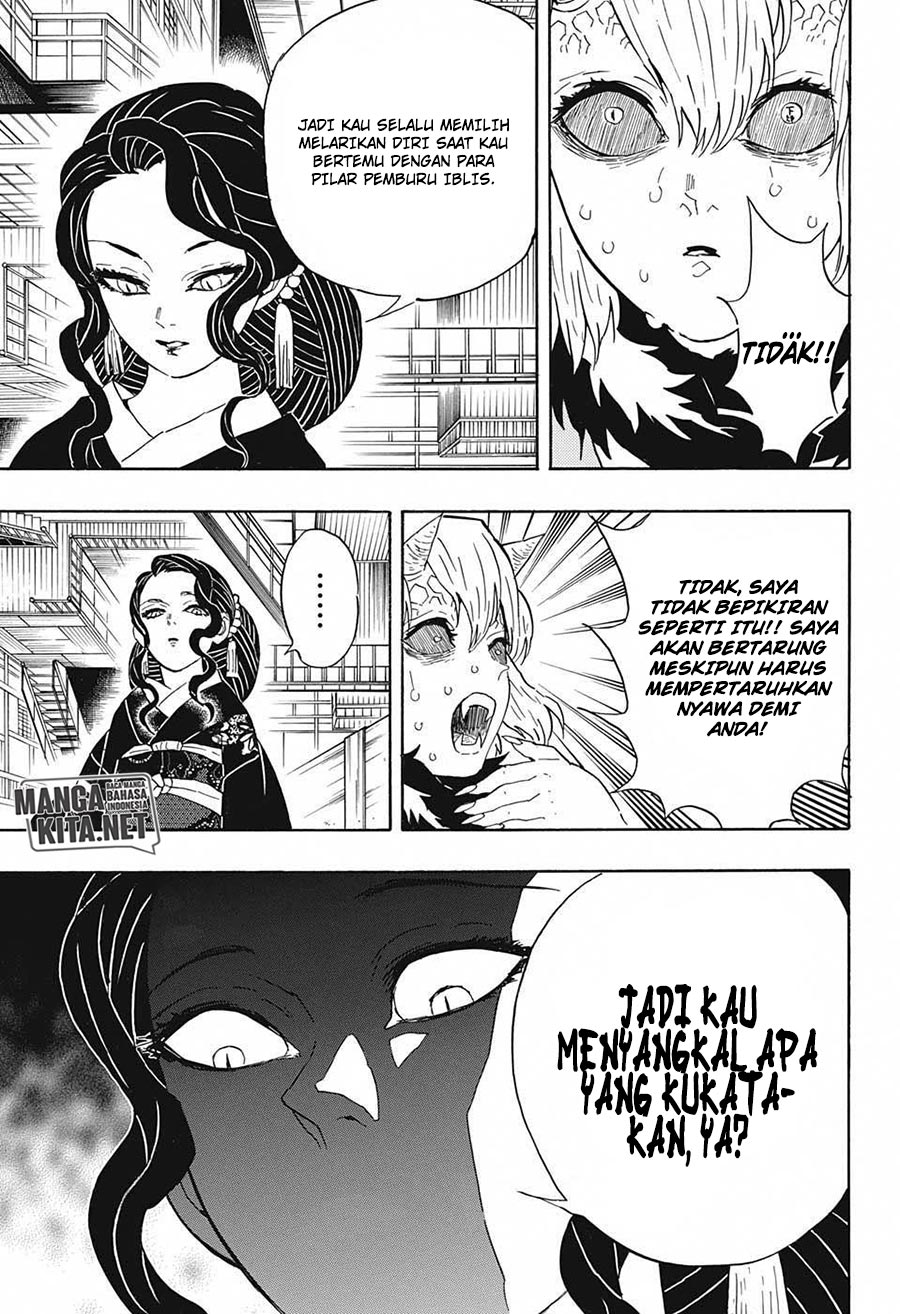 TIDÄK!!
JADI KAU SELALU MEMILIH
MELARIKAN DIRI SAAT KAU
BERTEMU DENGAN PARA
PILAR PEMBURU IBLIS.
TIDAK, SAYA
TIDAK BEPIKIRAN
SEPERTI ITU!! SAYA
AKAN BERTARUNG
MESKIPUN HARUS
MEMPERTARUHKAN
NYAWA DEMI
ANDA!
......
MANGA
KITA.NET
BACA MANGA
BAHASA
INDONESIA
JADI KAU
MENYANGKAL APA
YANG KUKATA-
KAN, YA?